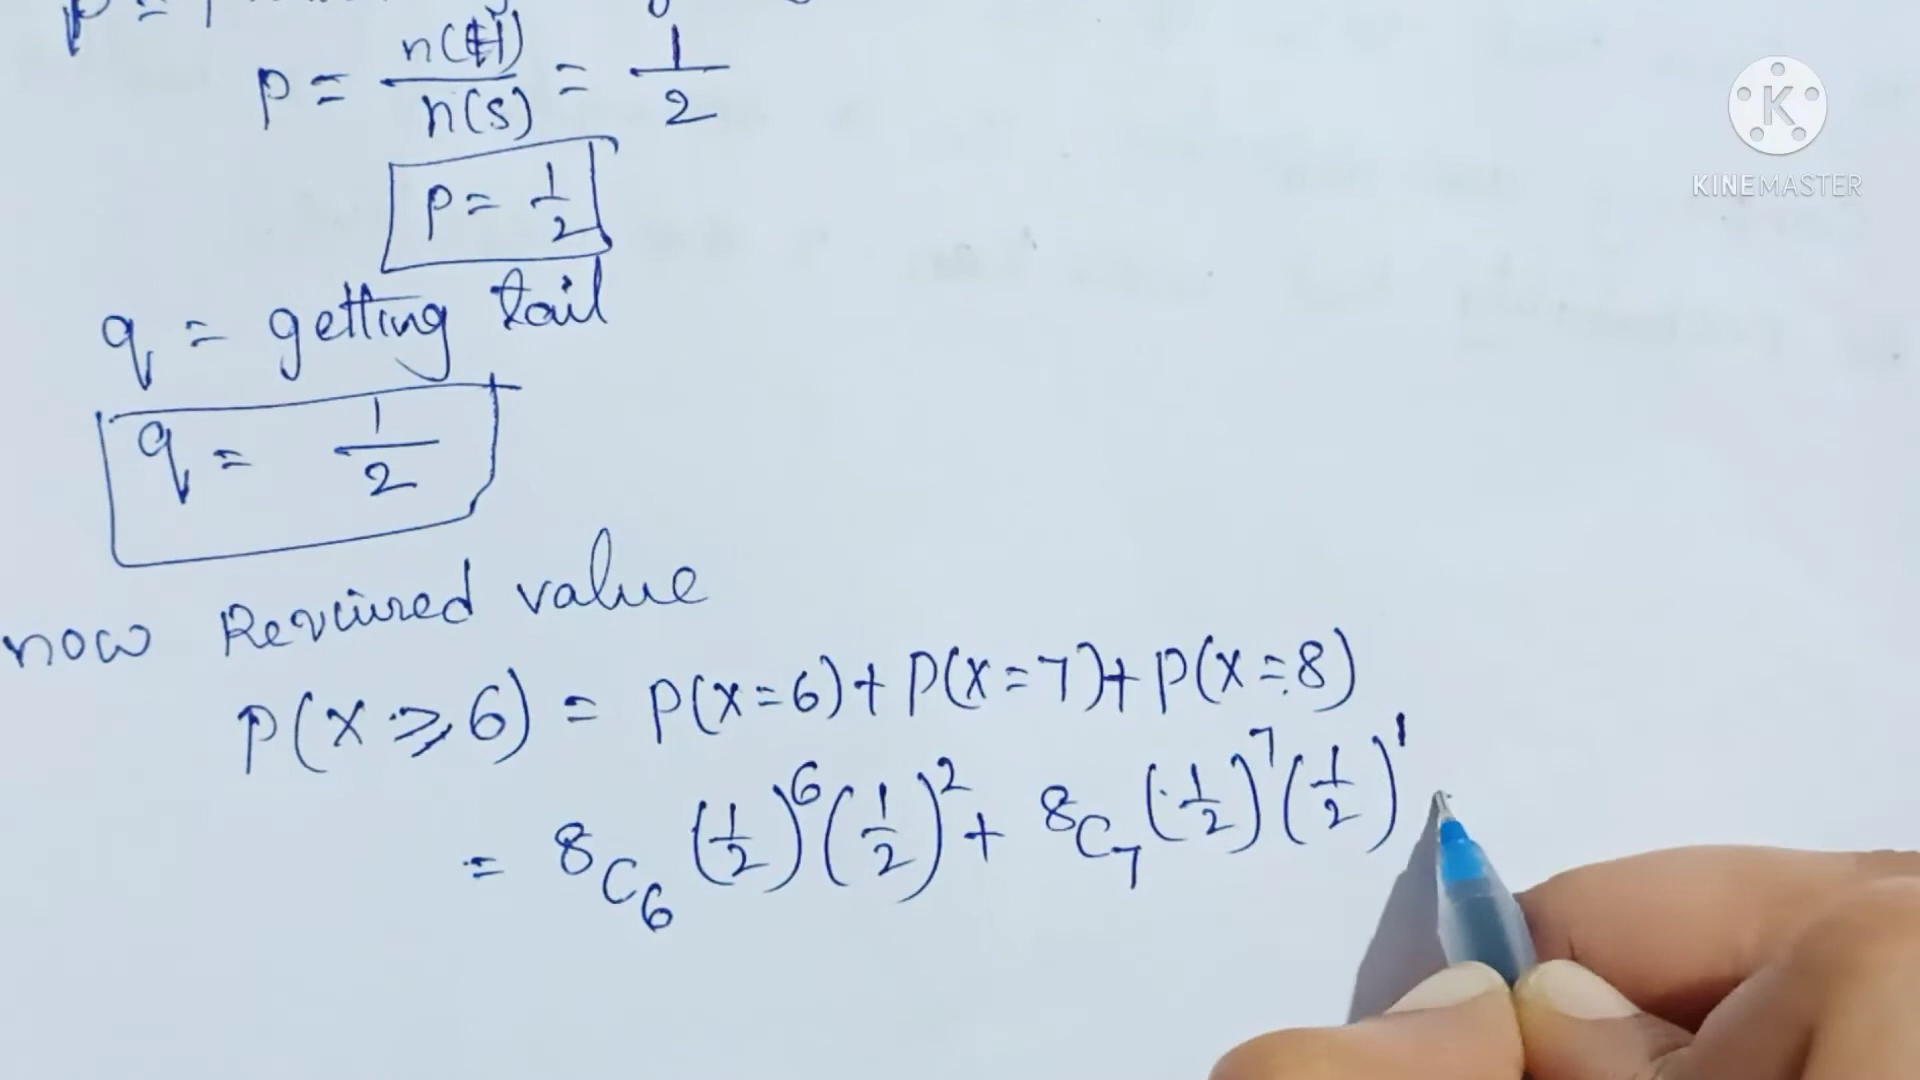 p =
p = n(H)/n(S) = 1/2
p = 1/2
q = getting tail
q = 1/2
now Required value
P(X ≥ 6) = P(X=6) + P(X=7) + P(X=8)
= 8C6 (1/2)^6 (1/2)^2 + 8C7 (1/2)^7 (1/2)^1
K
KINEMASTER